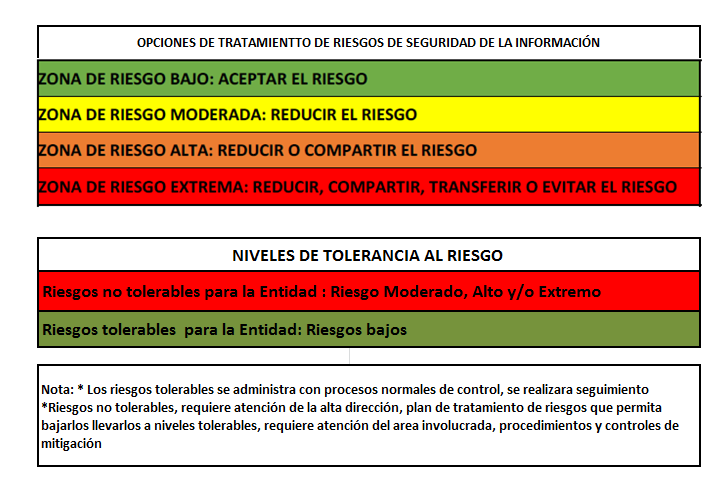 OPCIONES DE TRATAMIENTTO DE RIESGOS DE SEGURIDAD DE LA INFORMACIÓN
ZONA DE RIESGO BAJO: ACEPTAR EL RIESGO
ZONA DE RIESGO MODERADA: REDUCIR EL RIESGO
ZONA DE RIESGO ALTA: REDUCIR O COMPARTIR EL RIESGO
ZONA DE RIESGO EXTREMA: REDUCIR, COMPARTIR, TRANSFERIR O EVITAR EL RIESGO
NIVELES DE TOLERANCIA AL RIESGO
Riesgos no tolerables para la Entidad : Riesgo Moderado, Alto y/o Extremo
Riesgos tolerables  para la Entidad: Riesgos bajos
Nota: * Los riesgos tolerables se administra con procesos normales de control, se realizara seguimiento
*Riesgos no tolerables, requiere atención de la alta dirección, plan de tratamiento de riesgos que permita
bajarlos llevarlos a niveles tolerables, requiere atención del area involucrada, procedimientos y controles de
mitigación